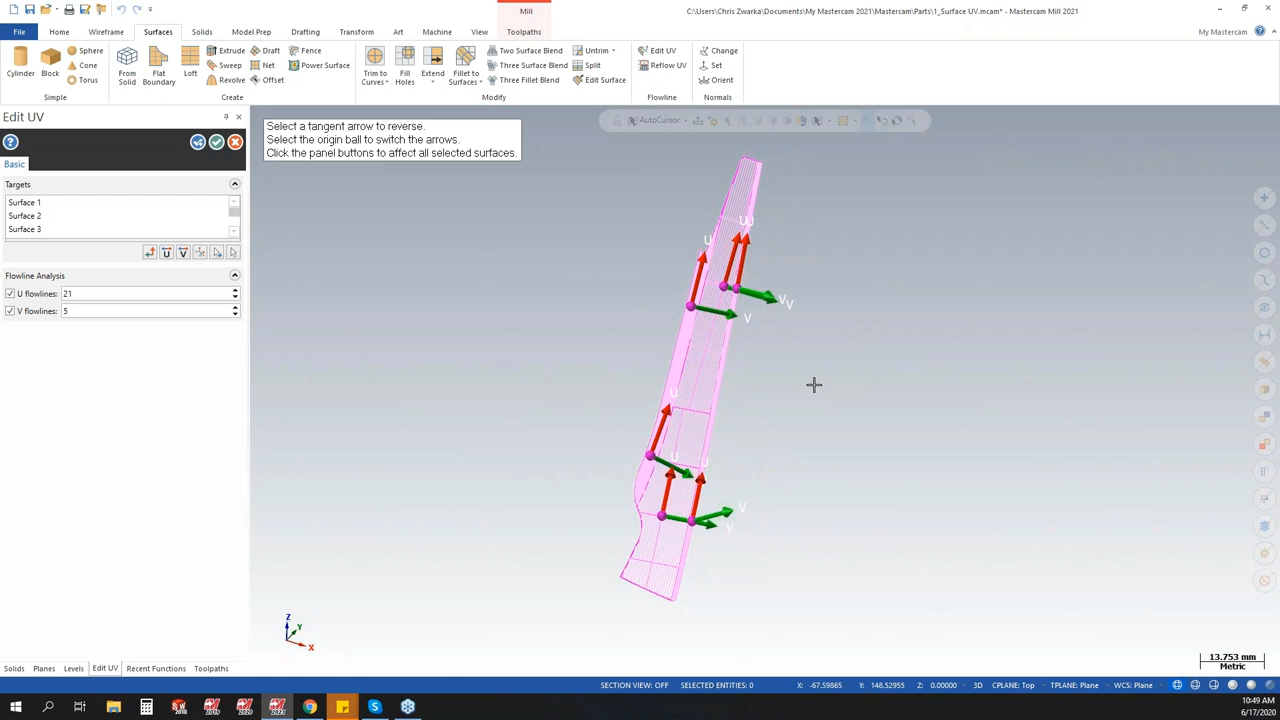 Mill
C:\Users\Chris Zwarka\Documents\My Mastercam 2021\Mastercam\Parts\1_Surface UV.mcam* - Mastercam Mill 2021
File Home Wireframe Surfaces Solids Model Prep Drafting Transform Art Machine View Toolpaths My Mastercam
Cylinder Block Sphere Cone Torus
Simple
From Solid Flat Boundary Loft Extrude Sweep Revolve Draft Net Offset Fence Power Surface
Create
Trim to Curves Fill Holes Extend Fillet to Surfaces Two Surface Blend Three Surface Blend Three Fillet Blend Untrim Split Edit Surface
Modify
Edit UV Reflow UV
Flowline
Change Set Orient
Normals
Edit UV
Basic
Targets
Surface 1
Surface 2
Surface 3
U V
Flowline Analysis
U flowlines: 21
V flowlines: 5
Select a tangent arrow to reverse.
Select the origin ball to switch the arrows.
Click the panel buttons to affect all selected surfaces.
AutoCursor
U U
U
V V
V
U
U U
V
V
Z
Y
X
13.753 mm
Metric
Solids Planes Levels Edit UV Recent Functions Toolpaths
SECTION VIEW: OFF SELECTED ENTITIES: 0 X: -67.59865 Y: 148.52955 Z: 0.00000 3D CPLANE: Top TPLANE: Plane WCS: Plane
10:49 AM
6/17/2020